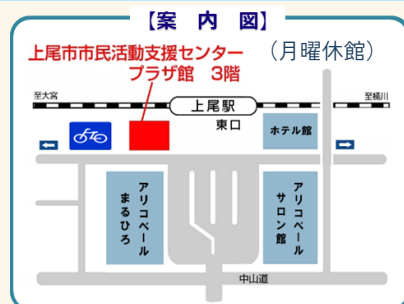 【案 内 図】
上尾市市民活動支援センター
プラザ館 3階
（月曜休館）
至大宮
至桶川
上尾駅
東口
ホテル館
アリコベール
まるひろ
アリコベール
サロン館
中山道